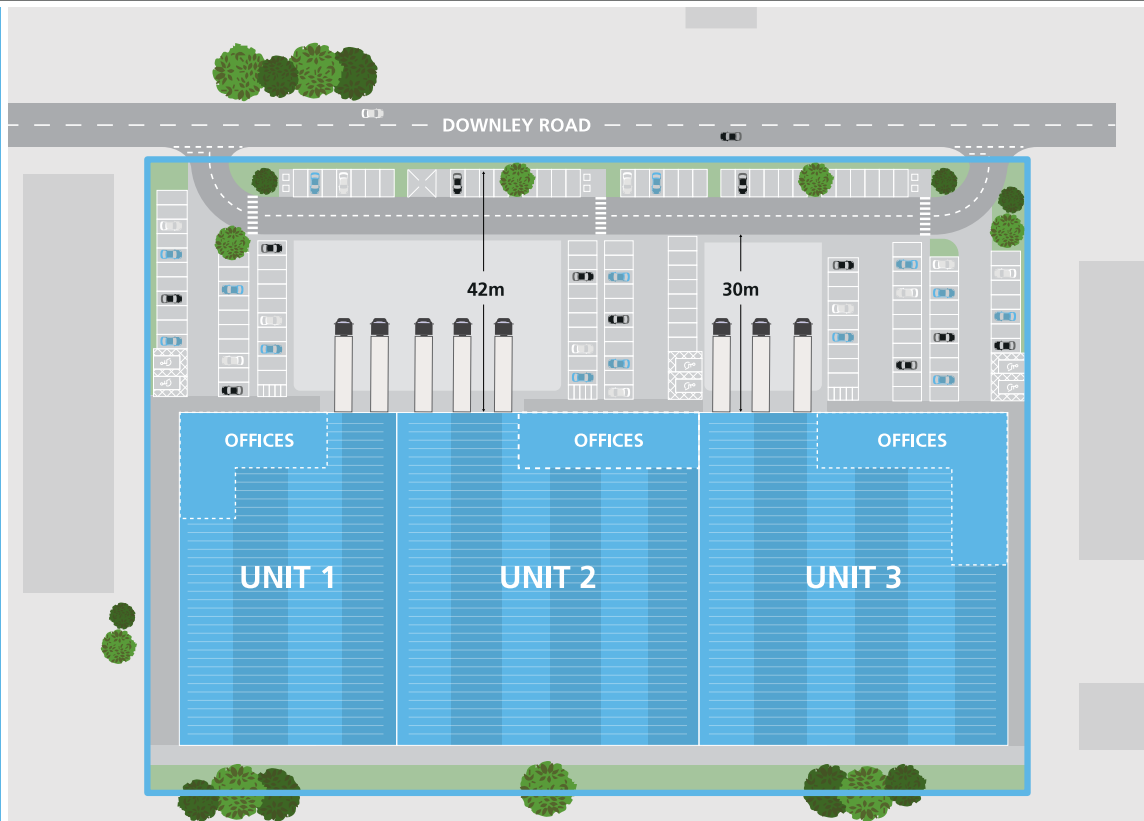 DOWNLEY ROAD
42m
30m
OFFICES
OFFICES
OFFICES
UNIT 1
UNIT 2
UNIT 3